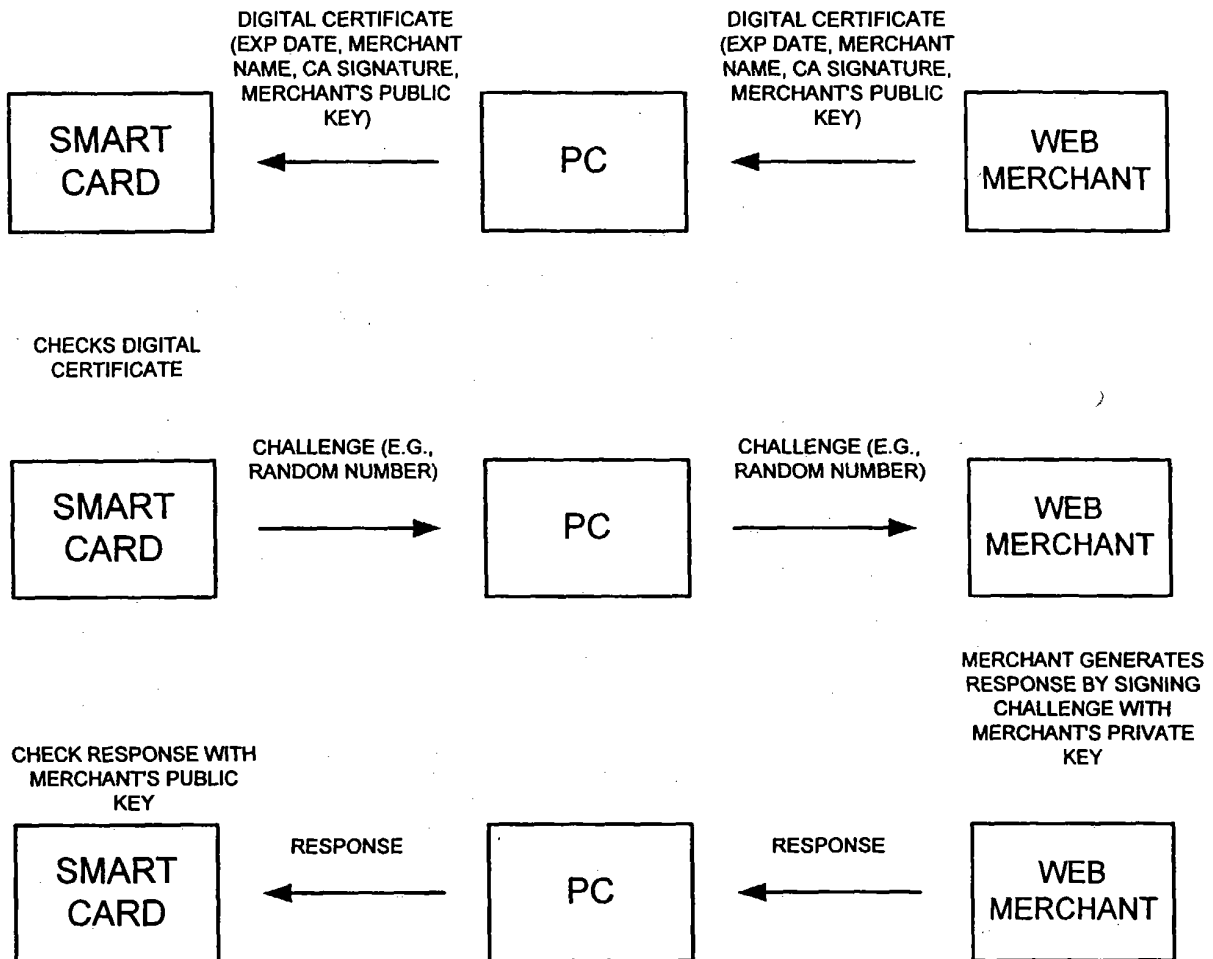 DIGITAL CERTIFICATE
(EXP DATE, MERCHANT
NAME, CA SIGNATURE,
MERCHANT'S PUBLIC
KEY)
DIGITAL CERTIFICATE
(EXP DATE, MERCHANT
NAME, CA SIGNATURE,
MERCHANT'S PUBLIC
KEY)
SMART
CARD
PC
WEB
MERCHANT
CHECKS DIGITAL
CERTIFICATE
CHALLENGE (E.G.,
RANDOM NUMBER)
CHALLENGE (E.G.,
RANDOM NUMBER)
SMART
CARD
PC
WEB
MERCHANT
MERCHANT GENERATES
RESPONSE BY SIGNING
CHALLENGE WITH
MERCHANT'S PRIVATE
KEY
CHECK RESPONSE WITH
MERCHANT'S PUBLIC
KEY
RESPONSE
RESPONSE
SMART
CARD
PC
WEB
MERCHANT